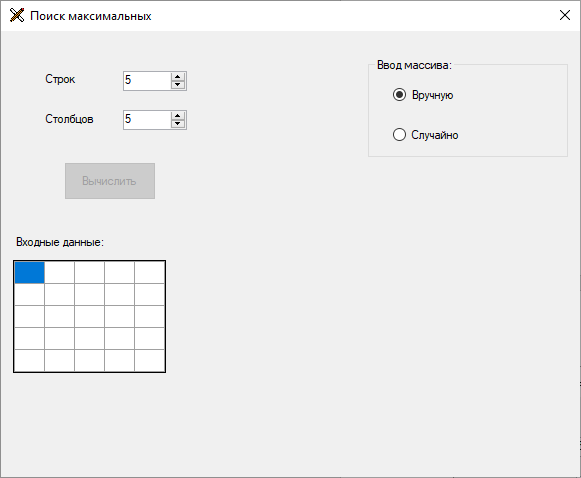 Поиск максимальных
Строк 5
Столбцов 5
Вычислить
Ввод массива:
Вручную
Случайно
Входные данные: